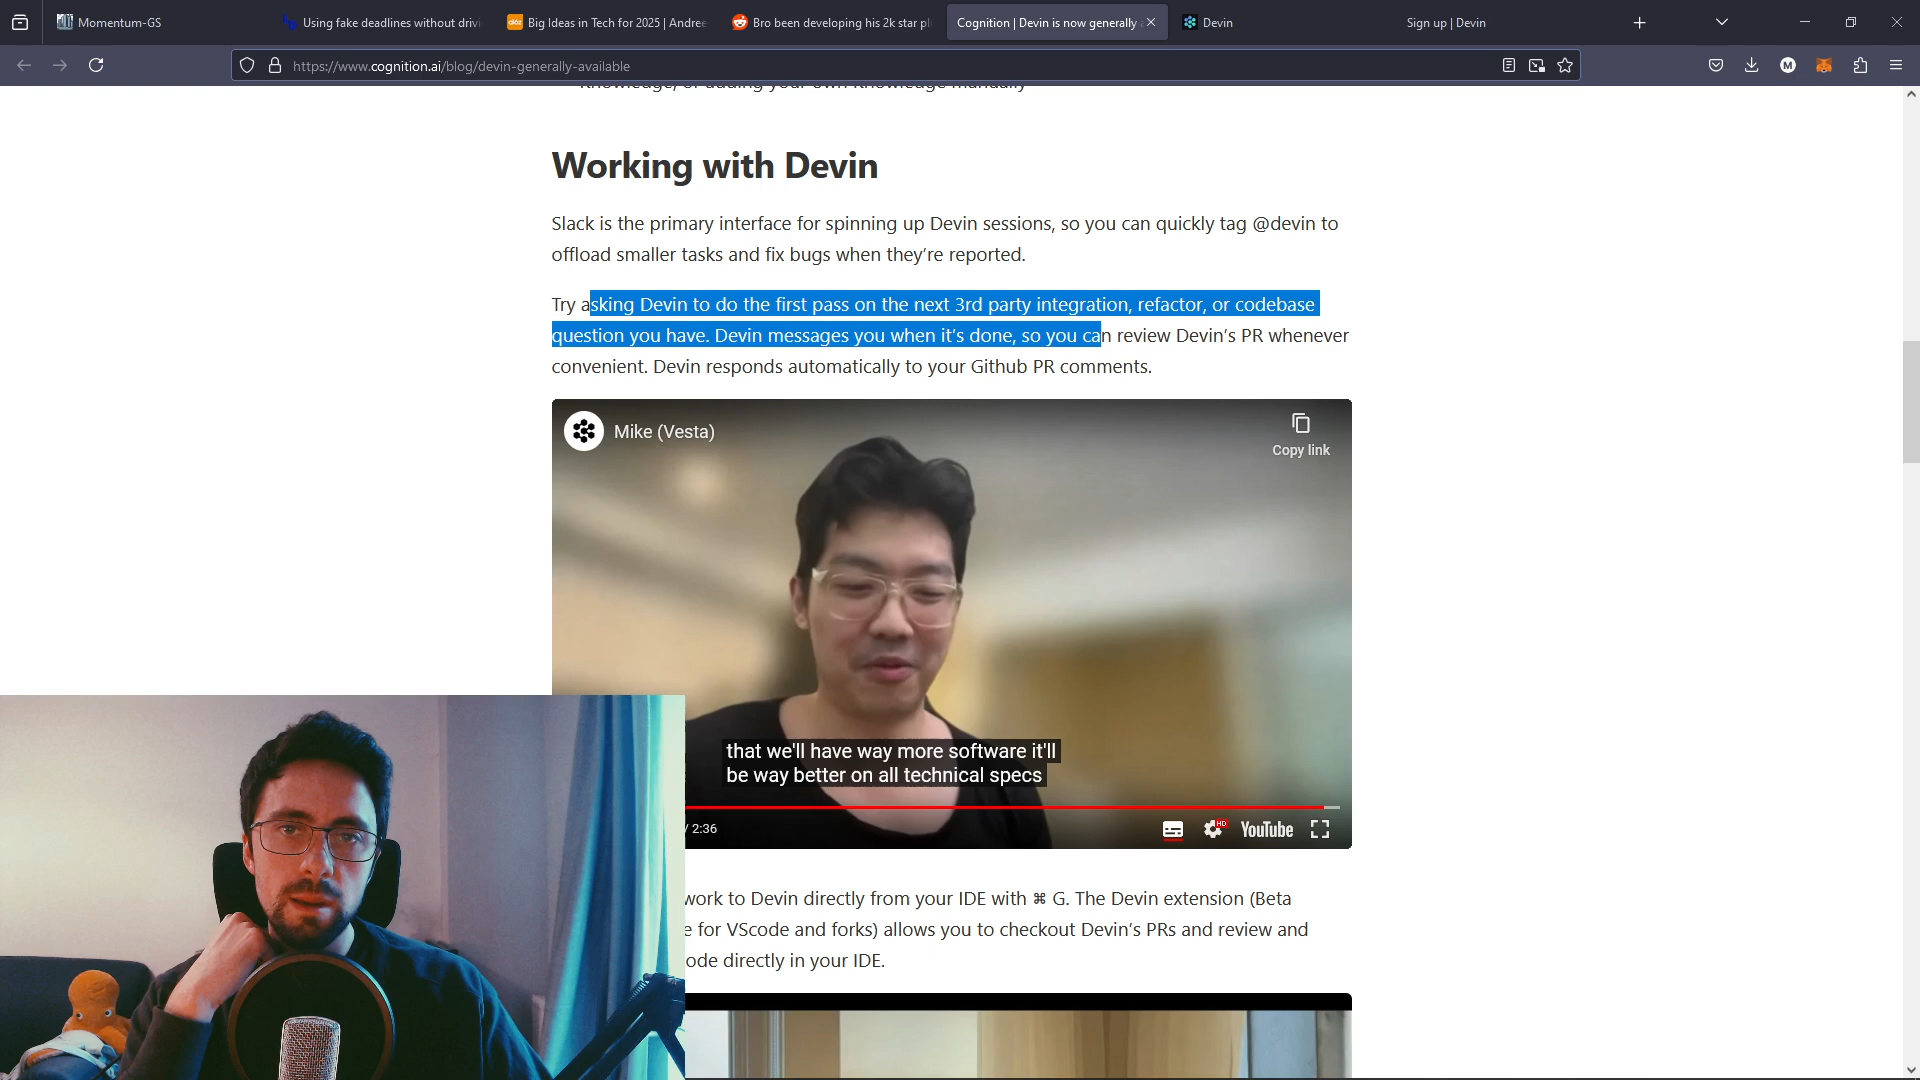 Momentum-GS
Using fake deadlines without drivi
Big Ideas in Tech for 2025 | Andree
Bro been developing his 2k star pl
Cognition | Devin is now generally a
Devin
Sign up | Devin
https://www.cognition.ai/blog/devin-generally-available
Knowledge, or adding your own Knowledge manually
Working with Devin
Slack is the primary interface for spinning up Devin sessions, so you can quickly tag @devin to
offload smaller tasks and fix bugs when they’re reported.
Try asking Devin to do the first pass on the next 3rd party integration, refactor, or codebase
question you have. Devin messages you when it’s done, so you can review Devin’s PR whenever
convenient. Devin responds automatically to your Github PR comments.
Mike (Vesta)
Copy link
that we'll have way more software it'll
be way better on all technical specs
/ 2:36
HD
YouTube
work to Devin directly from your IDE with ⌘ G. The Devin extension (Beta
e for VScode and forks) allows you to checkout Devin’s PRs and review and
ode directly in your IDE.